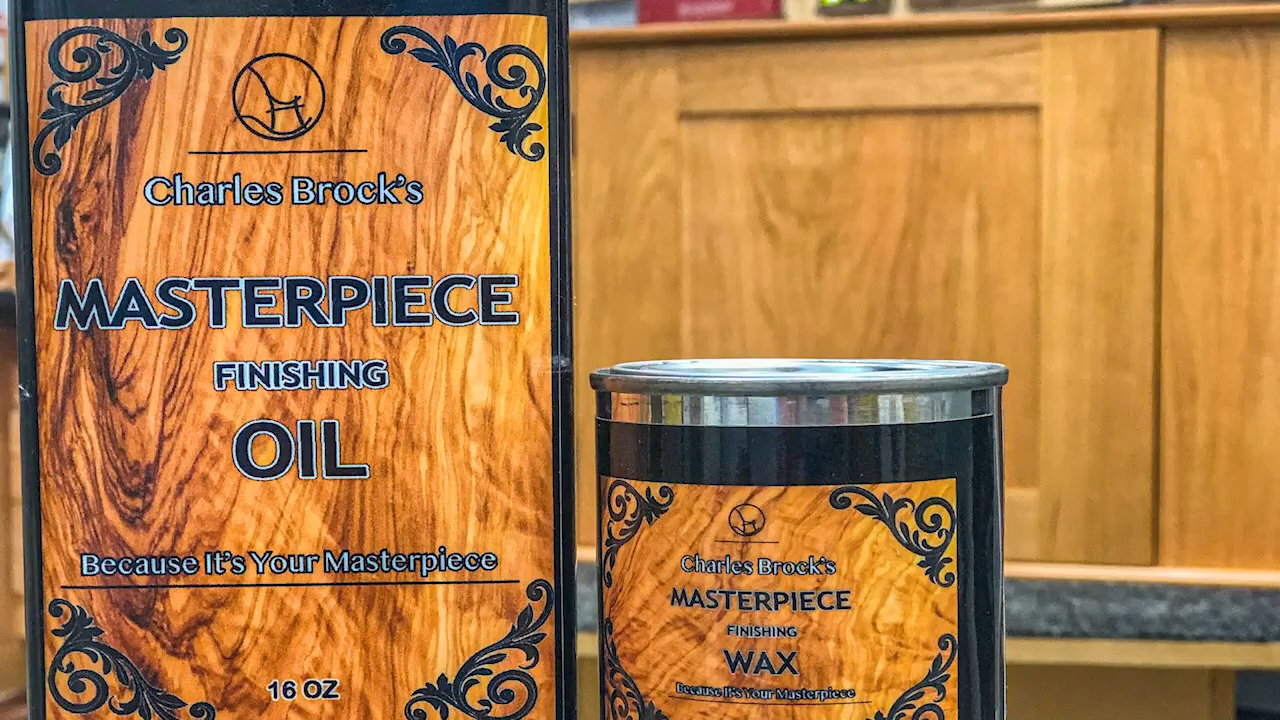 Charles Brock's
MASTERPIECE
FINISHING
OIL
Because It's Your Masterpiece
16 OZ
Charles Brock's
MASTERPIECE
FINISHING
WAX
Because It's Your Masterpiece